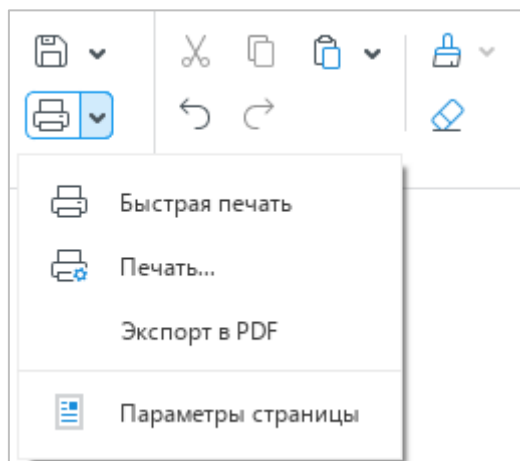 Быстрая печать
Печать...
Экспорт в PDF
Параметры страницы